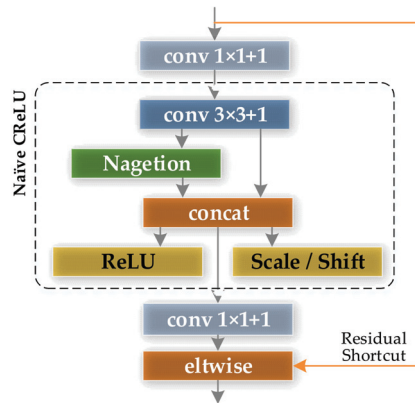 conv 1×1+1
Naïve CReLU
conv 3×3+1
Nagetion
concat
ReLU
Scale / Shift
conv 1×1+1
Residual
Shortcut
eltwise